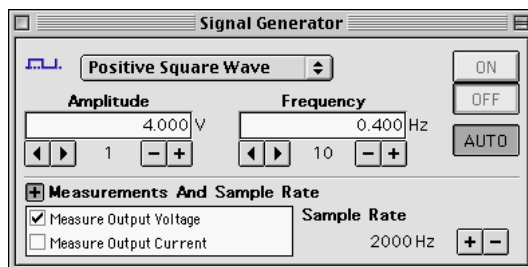 Signal Generator
Positive Square Wave
ON
OFF
AUTO
Amplitude
4.000 V
1
Frequency
0.400 Hz
10
Measurements And Sample Rate
Measure Output Voltage
Measure Output Current
Sample Rate
2000 Hz